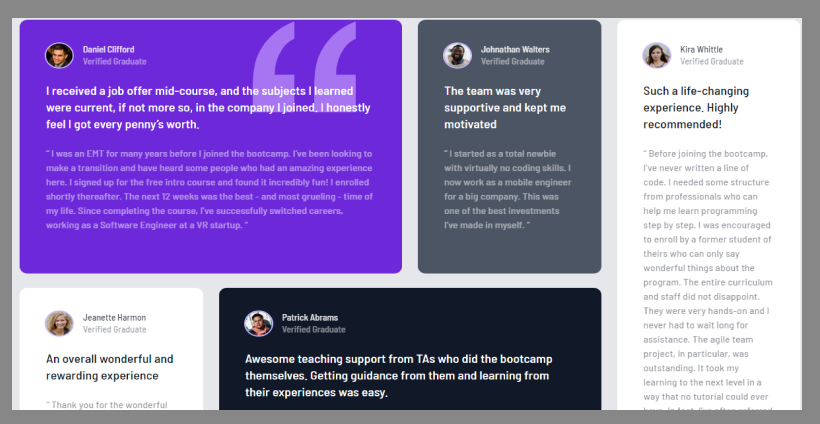 Daniel Clifford
Verified Graduate
I received a job offer mid-course, and the subjects I learned
were current, if not more so, in the company I joined. I honestly
feel I got every penny’s worth.
“ I was an EMT for many years before I joined the bootcamp. I’ve been looking to
make a transition and have heard some people who had an amazing experience
here. I signed up for the free intro course and found it incredibly fun! I enrolled
shortly thereafter. The next 12 weeks was the best – and most grueling – time of
my life. Since completing the course, I’ve successfully switched careers,
working as a Software Engineer at a VR startup. ”
Johnathan Walters
Verified Graduate
The team was very
supportive and kept me
motivated
“ I started as a total newbie
with virtually no coding skills. I
now work as a mobile engineer
for a big company. This was
one of the best investments
I’ve made in myself. ”
Kira Whittle
Verified Graduate
Such a life-changing
experience. Highly
recommended!
“ Before joining the bootcamp,
I’ve never written a line of
code. I needed some structure
from professionals who can
help me learn programming
step by step. I was encouraged
to enroll by a former student of
theirs who can only say
wonderful things about the
program. The entire curriculum
and staff did not disappoint.
They were very hands-on and I
never had to wait long for
assistance. The agile team
project, in particular, was
outstanding. It took my
learning to the next level in a
way that no tutorial could ever
Jeanette Harmon
Verified Graduate
An overall wonderful and
rewarding experience
“ Thank you for the wonderful
Patrick Abrams
Verified Graduate
Awesome teaching support from TAs who did the bootcamp
themselves. Getting guidance from them and learning from
their experiences was easy.